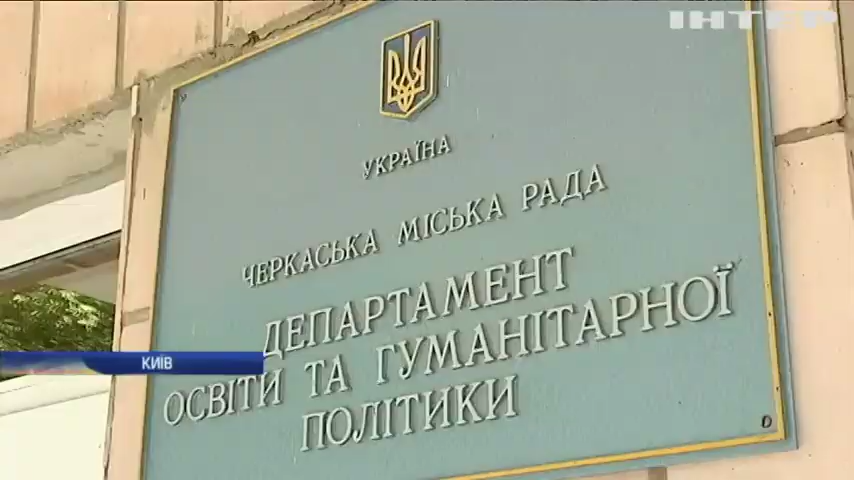 ІНТЕР
УКРАЇНА
ЧЕРКАСЬКА МІСЬКА РАДА
ДЕПАРТАМЕНТ
ОСВІТИ ТА ГУМАНІТАРНОЇ
ПОЛІТИКИ
КИЇВ